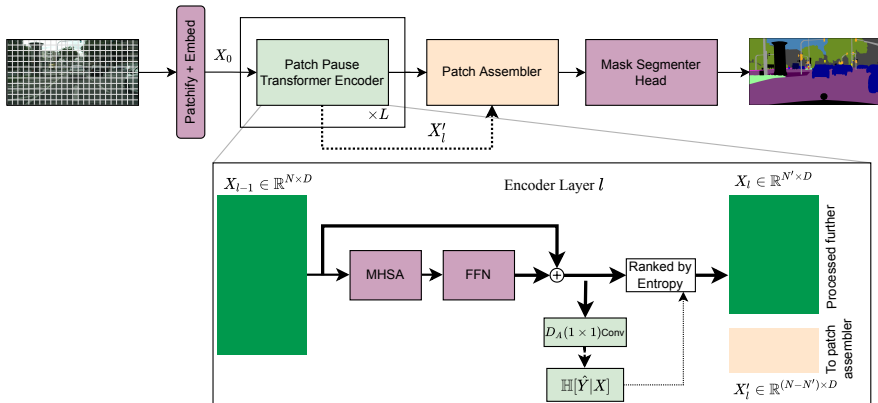 Patchify + Embed
X_0
Patch Pause
Transformer Encoder
×L
Patch Assembler
Mask Segmenter
Head
X'_l
X_{l−1} ∈ ℝ^{N×D}
Encoder Layer l
X_l ∈ ℝ^{N'×D}
MHSA
FFN
+
Ranked by
Entropy
Processed further
D_A(1 × 1)Conv
ℍ[Ŷ|X]
To patch
assembler
X'_l ∈ ℝ^{(N−N')×D}